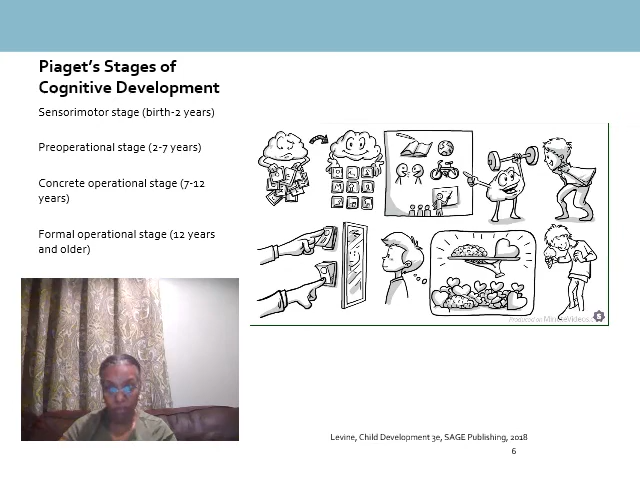 Piaget's Stages of
Cognitive Development
Sensorimotor stage (birth-2 years)
Preoperational stage (2-7 years)
Concrete operational stage (7-12
years)
Formal operational stage (12 years
and older)
Levine, Child Development 3e, SAGE Publishing, 2018
6